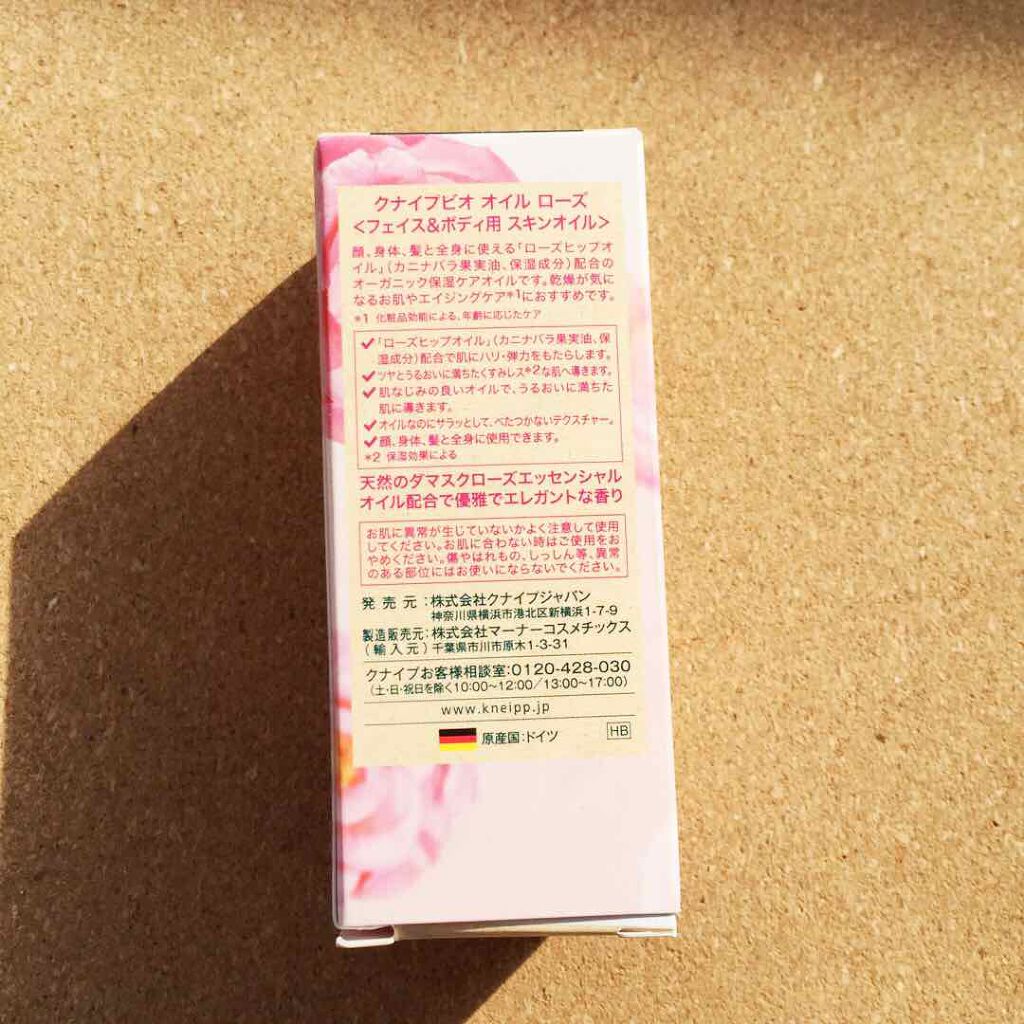 クナイプビオ オイル ローズ
<フェイス&ボディ用 スキンオイル>
顔、身体、髪と全身に使える「ローズヒップオ
イル」(カニナバラ果実油、保湿成分)配合の
オーガニック保湿ケアオイルです。乾燥が気に
なるお肌やエイジングケア*1におすすめです。
*1 化粧品効能による、年齢に応じたケア
✓「ローズヒップオイル」(カニナバラ果実油、保
湿成分)配合で肌にハリ・弾力をもたらします。
✓ツヤとうるおいに満ちたくすみレス*2な肌へ導きます。
✓肌なじみの良いオイルで、うるおいに満ちた
肌に導きます。
✓オイルなのにサラッとして、べたつかないテクスチャー。
✓顔、身体、髪と全身に使用できます。
*2 保湿効果による
天然のダマスクローズエッセンシャル
オイル配合で優雅でエレガントな香り
お肌に異常が生じていないかよく注意して使用
してください。お肌に合わない時はご使用をお
やめください。傷やはれもの、しっしん等、異常
のある部位にはお使いにならないでください。
発売元:株式会社クナイプジャパン
神奈川県横浜市港北区新横浜1-7-9
製造販売元:株式会社マーナーコスメチックス
(輸入元)千葉県市川市原木1-3-31
クナイプお客様相談室:0120-428-030
(土・日・祝日を除く10:00~12:00/13:00~17:00)
www.kneipp.jp
原産国:ドイツ HB